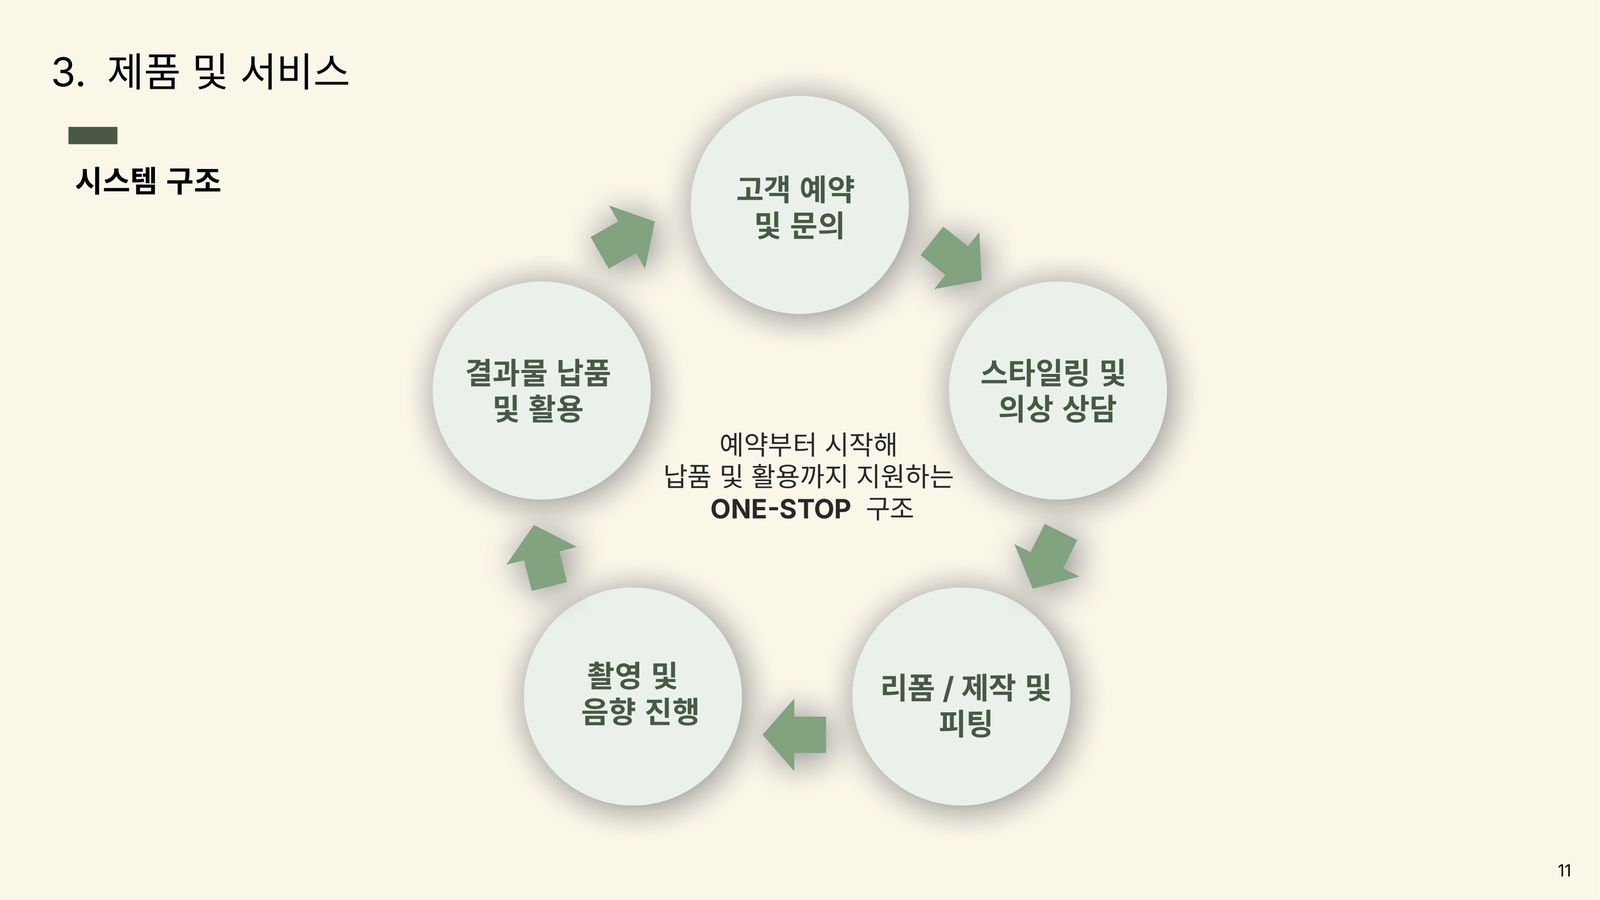 3. 제품 및 서비스
시스템 구조
고객 예약
및 문의
스타일링 및
의상 상담
리폼 / 제작 및
피팅
촬영 및
음향 진행
결과물 납품
및 활용
예약부터 시작해
납품 및 활용까지 지원하는
ONE-STOP 구조
11